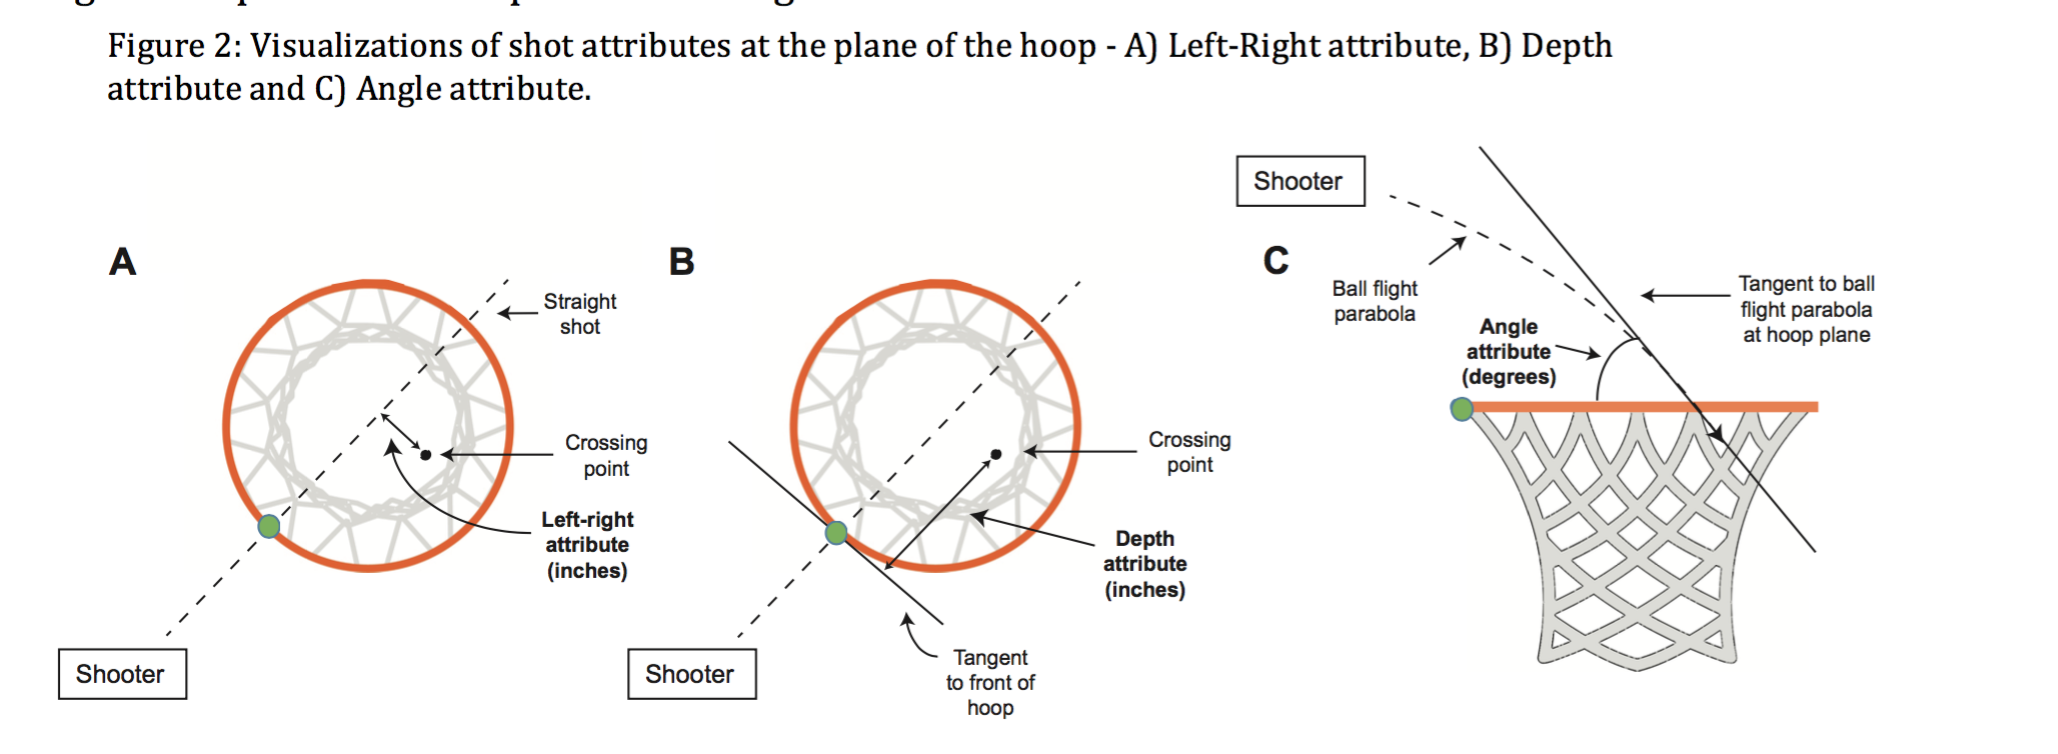 Figure 2: Visualizations of shot attributes at the plane of the hoop - A) Left-Right attribute, B) Depth
attribute and C) Angle attribute.
A
Straight
shot
Crossing
point
Left-right
attribute
(inches)
Shooter
B
Crossing
point
Depth
attribute
(inches)
Tangent
to front of
hoop
Shooter
C
Shooter
Ball flight
parabola
Angle
attribute
(degrees)
Tangent to ball
flight parabola
at hoop plane